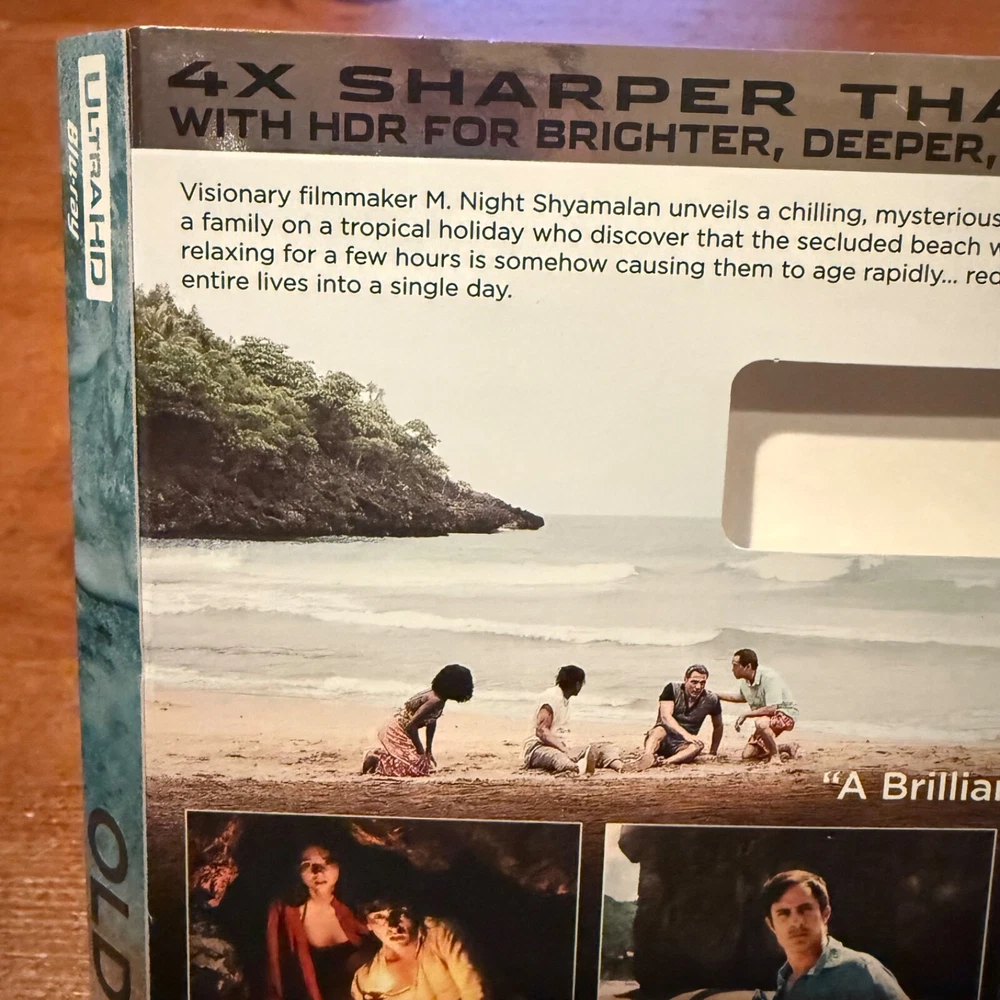 ULTRA HD
Blu-ray
4X SHARPER THA
WITH HDR FOR BRIGHTER, DEEPER,
Visionary filmmaker M. Night Shyamalan unveils a chilling, mysterious
a family on a tropical holiday who discover that the secluded beach w
relaxing for a few hours is somehow causing them to age rapidly... red
entire lives into a single day.
“A Brillian
OLD